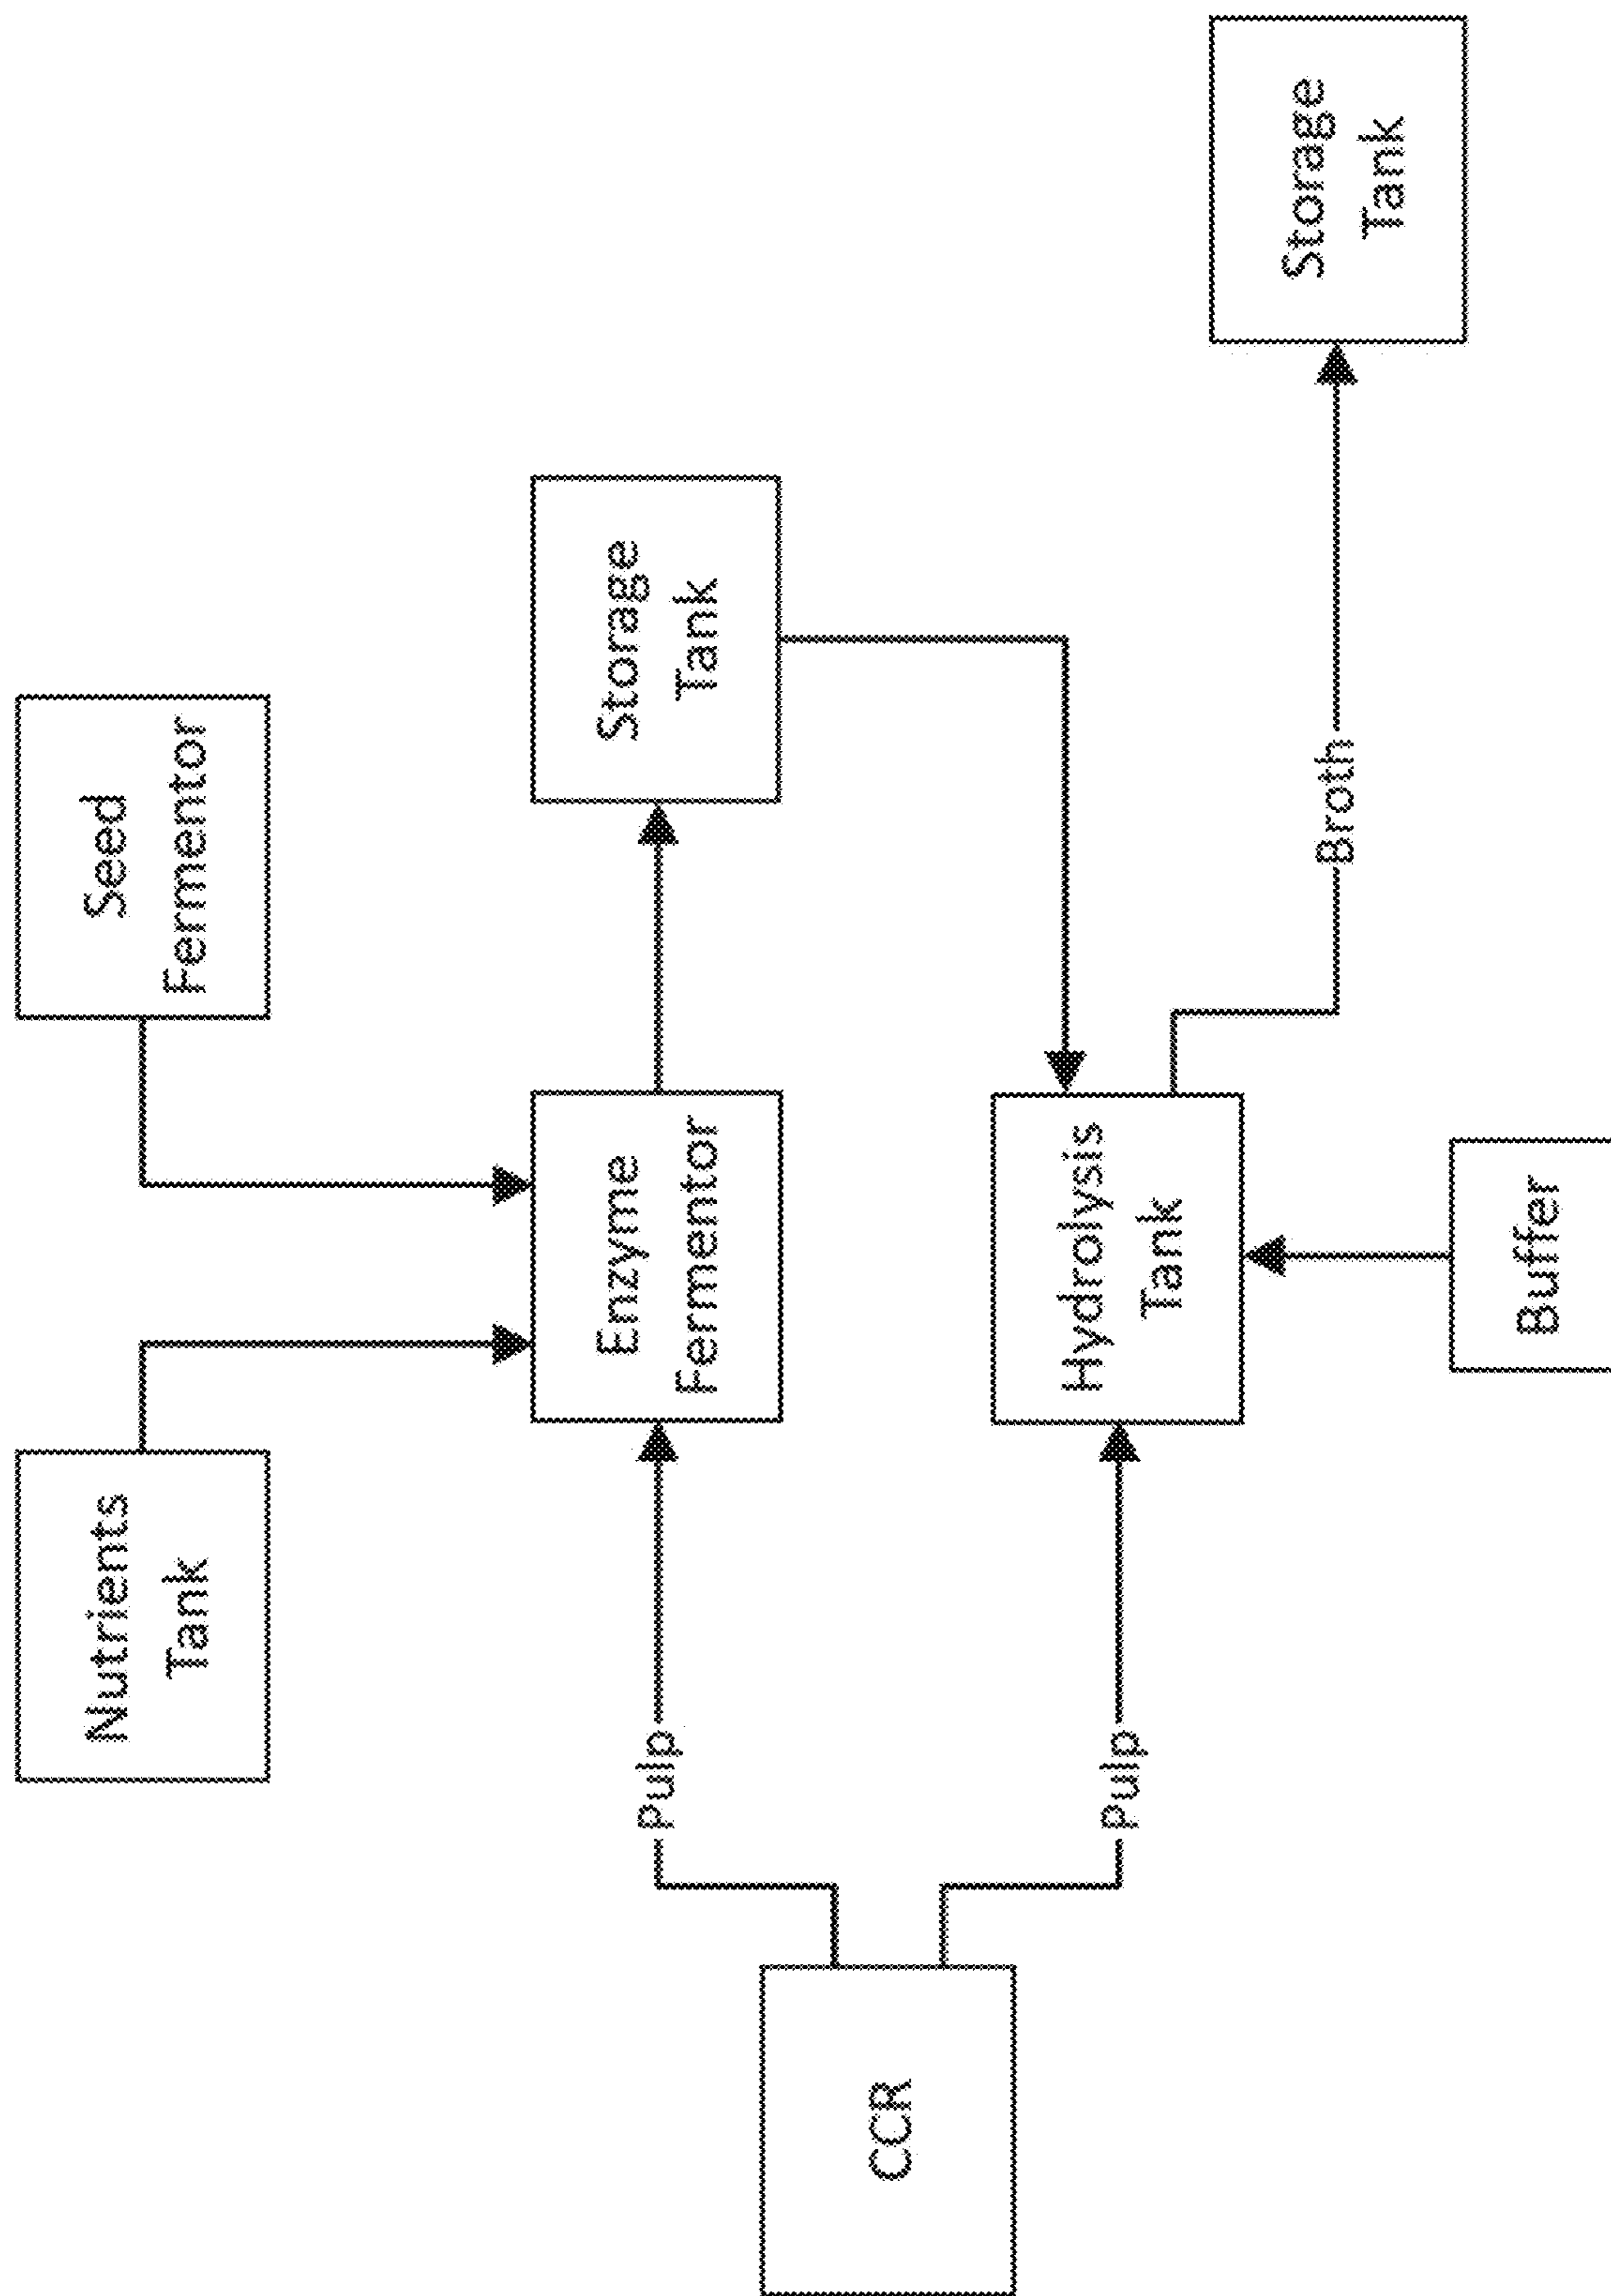 Nutrients
Tank
Seed
Fermentor
Pulp
Enzyme
Fermentor
Storage
Tank
CCR
Pulp
Hydrolysis
Tank
Broth
Storage
Tank
Buffer